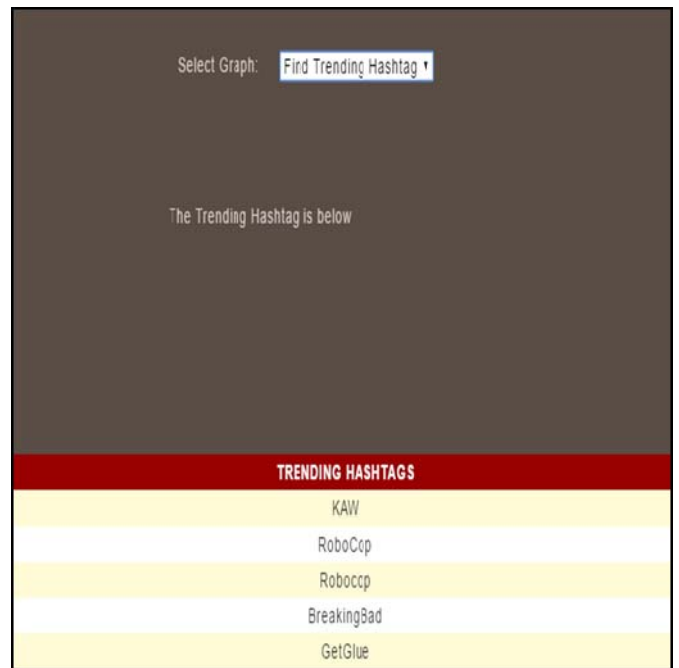 Select Graph: Find Trending Hashtag
The Trending Hashtag is below
TRENDING HASHTAGS
KAW
RoboCop
Robocop
BreakingBad
GetGlue